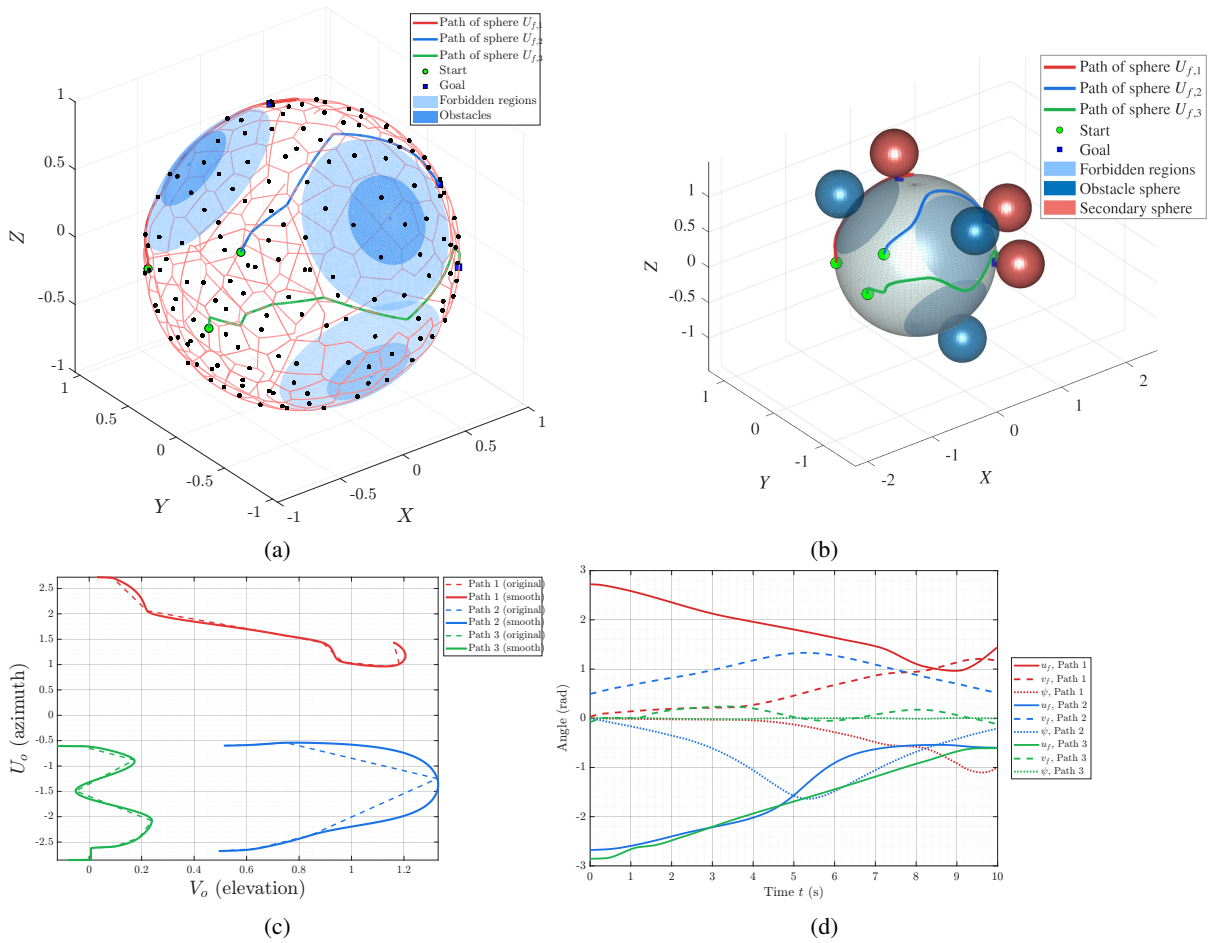 Path of sphere U_{f,1}
Path of sphere U_{f,2}
Path of sphere U_{f,3}
Start
Goal
Forbidden regions
Obstacles
1
0.5
0
-0.5
-1
Z
1
0.5
0
-0.5
-1
Y
-1
-0.5
0
0.5
1
X
(a)
Path of sphere U_{f,1}
Path of sphere U_{f,2}
Path of sphere U_{f,3}
Start
Goal
Forbidden regions
Obstacle sphere
Secondary sphere
1
0.5
0
-0.5
-1
Z
1
0
-1
Y
-2
-1
0
1
2
X
(b)
2.5
2
1.5
1
0.5
0
-0.5
-1
-1.5
-2
-2.5
U_o (azimuth)
0 0.2 0.4 0.6 0.8 1 1.2
V_o (elevation)
Path 1 (original)
Path 1 (smooth)
Path 2 (original)
Path 2 (smooth)
Path 3 (original)
Path 3 (smooth)
(c)
3
2
1
0
-1
-2
-3
Angle (rad)
0 1 2 3 4 5 6 7 8 9 10
Time t (s)
u_f, Path 1
v_f, Path 1
ψ, Path 1
u_f, Path 2
v_f, Path 2
ψ, Path 2
u_f, Path 3
v_f, Path 3
ψ, Path 3
(d)